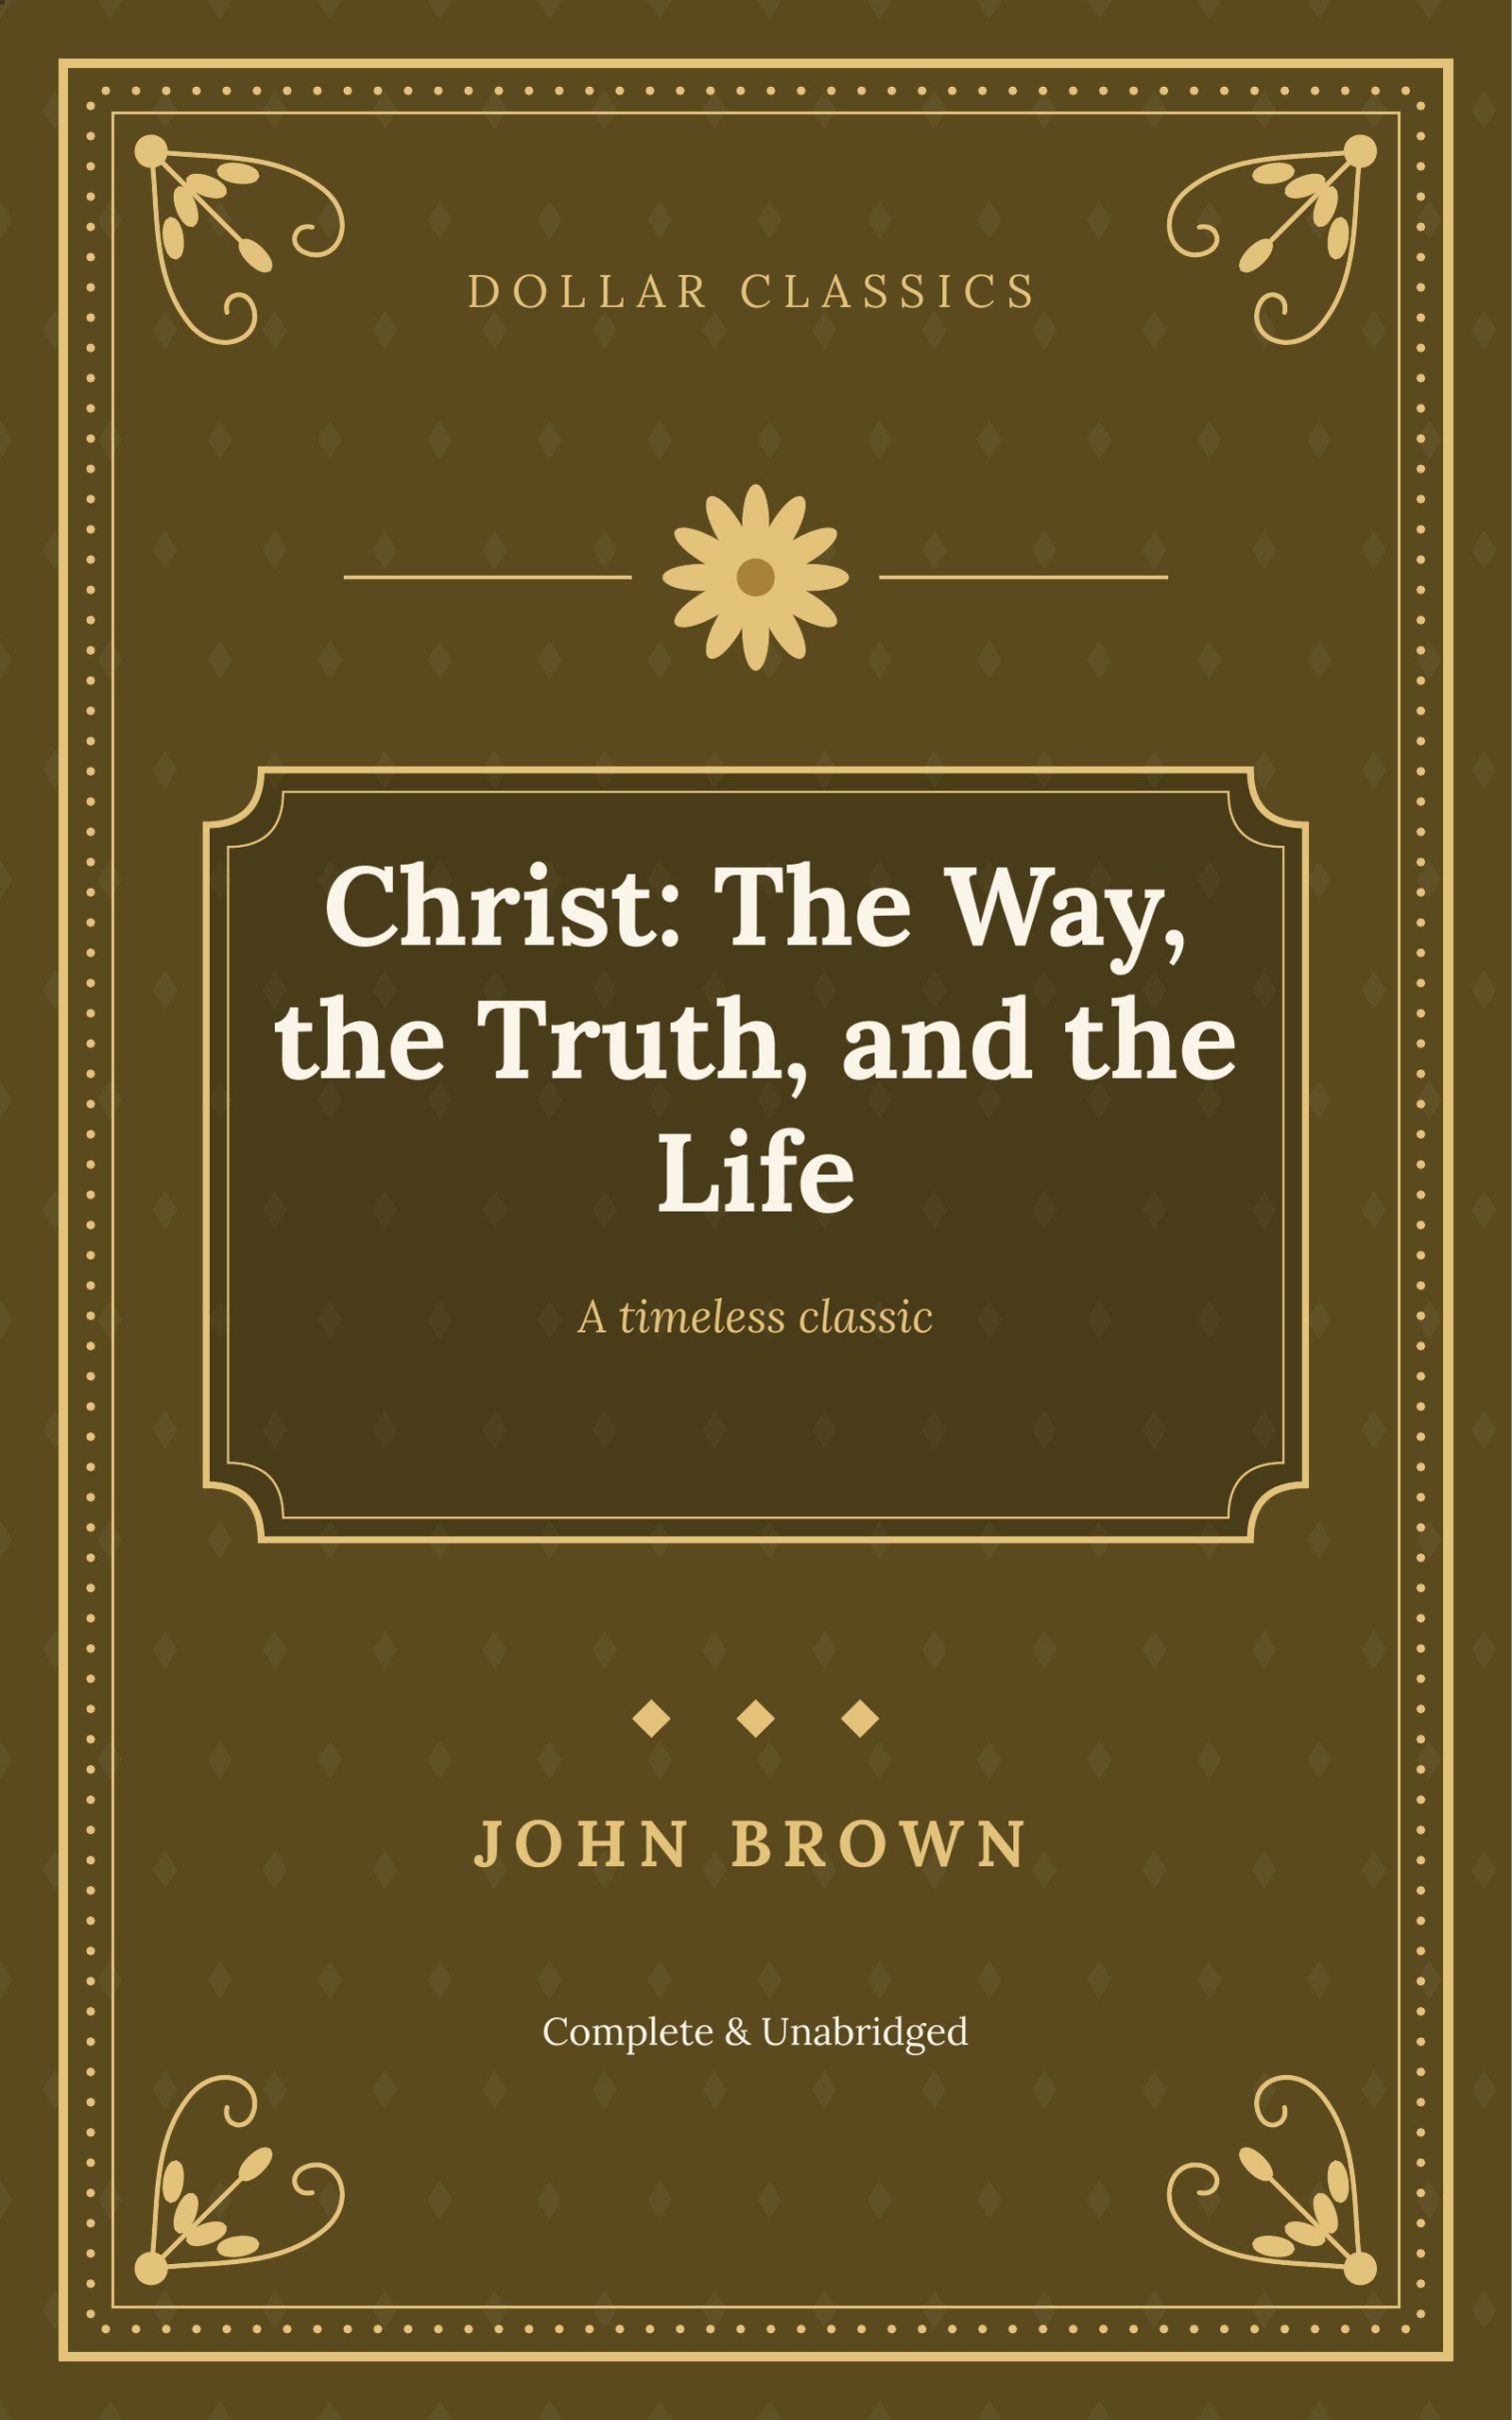 DOLLAR CLASSICS
Christ: The Way,
the Truth, and the
Life
A timeless classic
JOHN BROWN
Complete & Unabridged